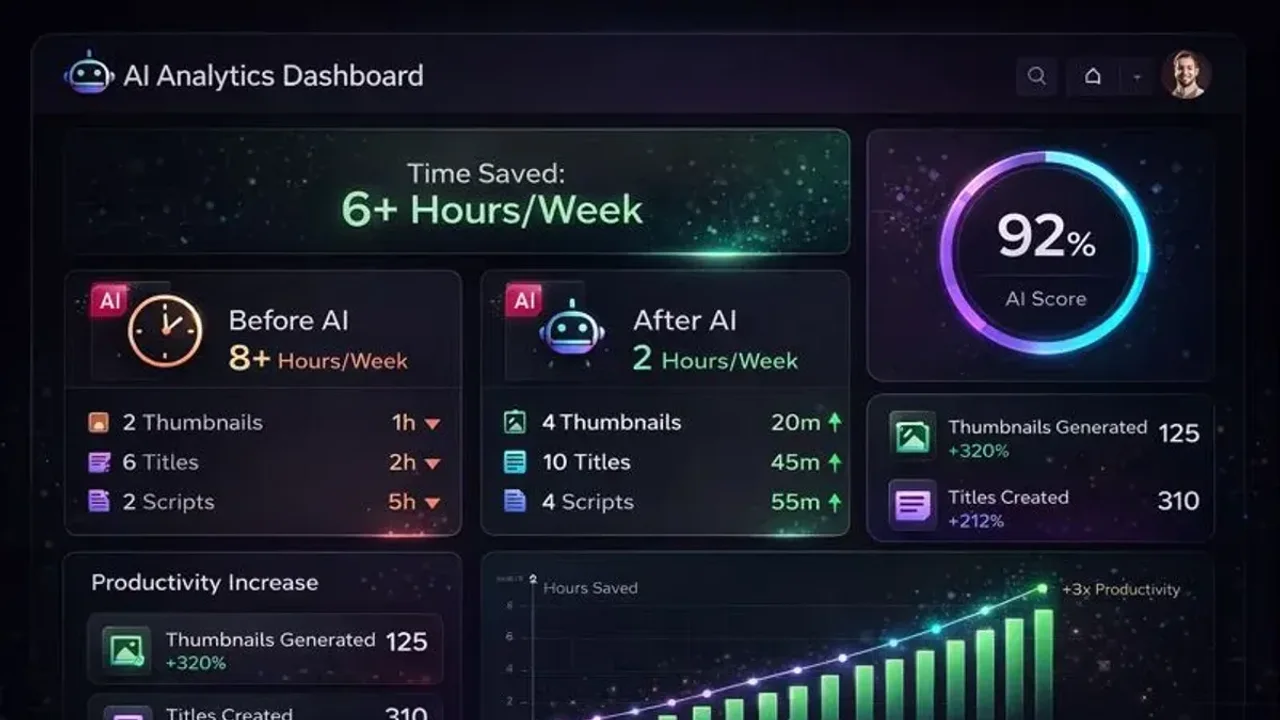 AI Analytics Dashboard
Time Saved:
6+ Hours/Week
92%
AI Score
AI
Before AI
8+ Hours/Week
2 Thumbnails 1h
6 Titles 2h
2 Scripts 5h
AI
After AI
2 Hours/Week
4 Thumbnails 20m
10 Titles 45m
4 Scripts 55m
Thumbnails Generated 125
+320%
Titles Created 310
+212%
Productivity Increase
Thumbnails Generated 125
+320%
Titles Created 310
2 Hours Saved
+3x Productivity
8
6
4
2